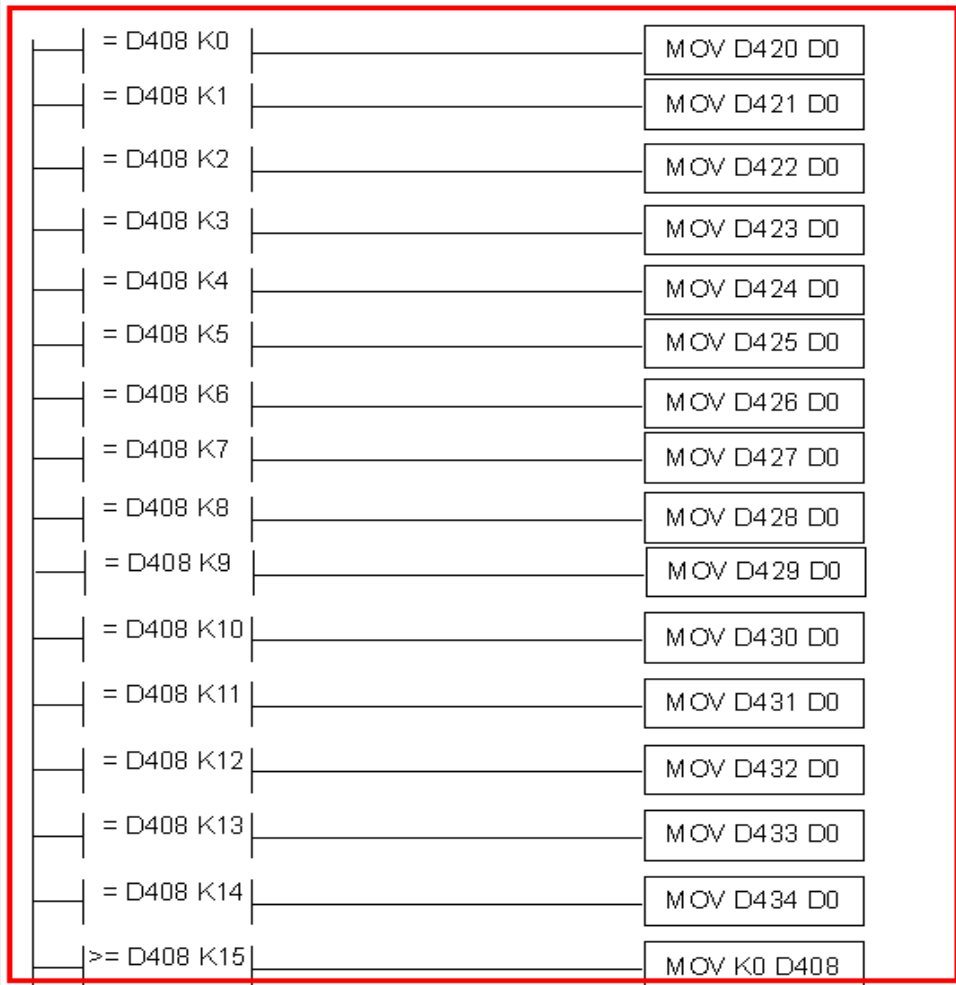 = D408 K0 MOV D420 D0
= D408 K1 MOV D421 D0
= D408 K2 MOV D422 D0
= D408 K3 MOV D423 D0
= D408 K4 MOV D424 D0
= D408 K5 MOV D425 D0
= D408 K6 MOV D426 D0
= D408 K7 MOV D427 D0
= D408 K8 MOV D428 D0
= D408 K9 MOV D429 D0
= D408 K10 MOV D430 D0
= D408 K11 MOV D431 D0
= D408 K12 MOV D432 D0
= D408 K13 MOV D433 D0
= D408 K14 MOV D434 D0
>= D408 K15 MOV K0 D408